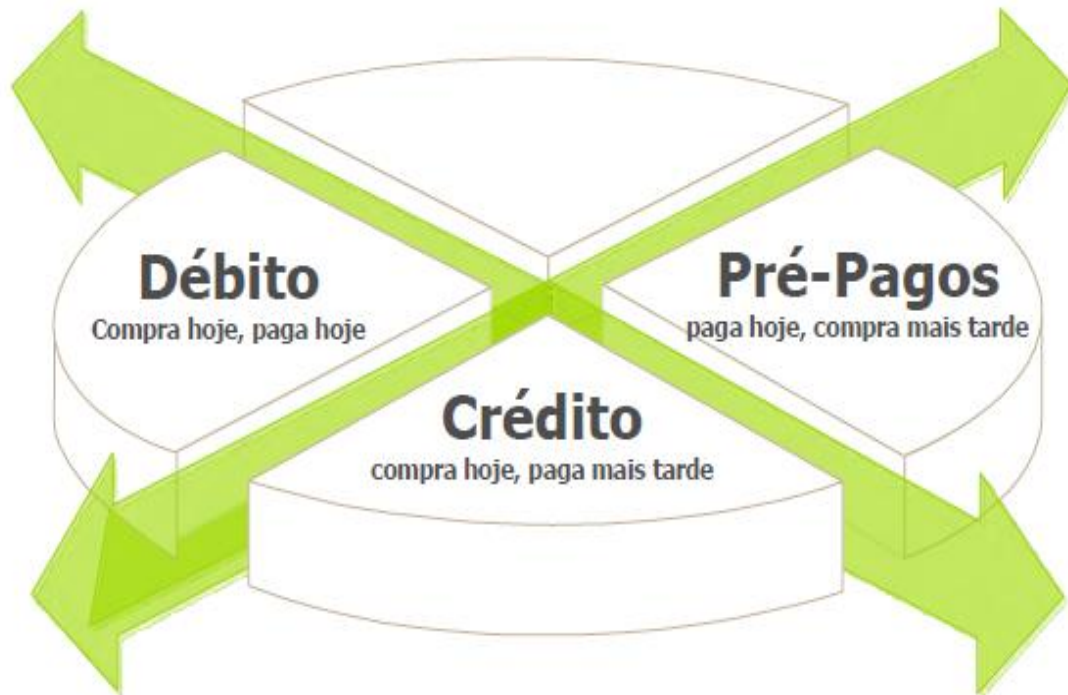 Débito
Compra hoje, paga hoje
Pré-Pagos
paga hoje, compra mais tarde
Crédito
compra hoje, paga mais tarde